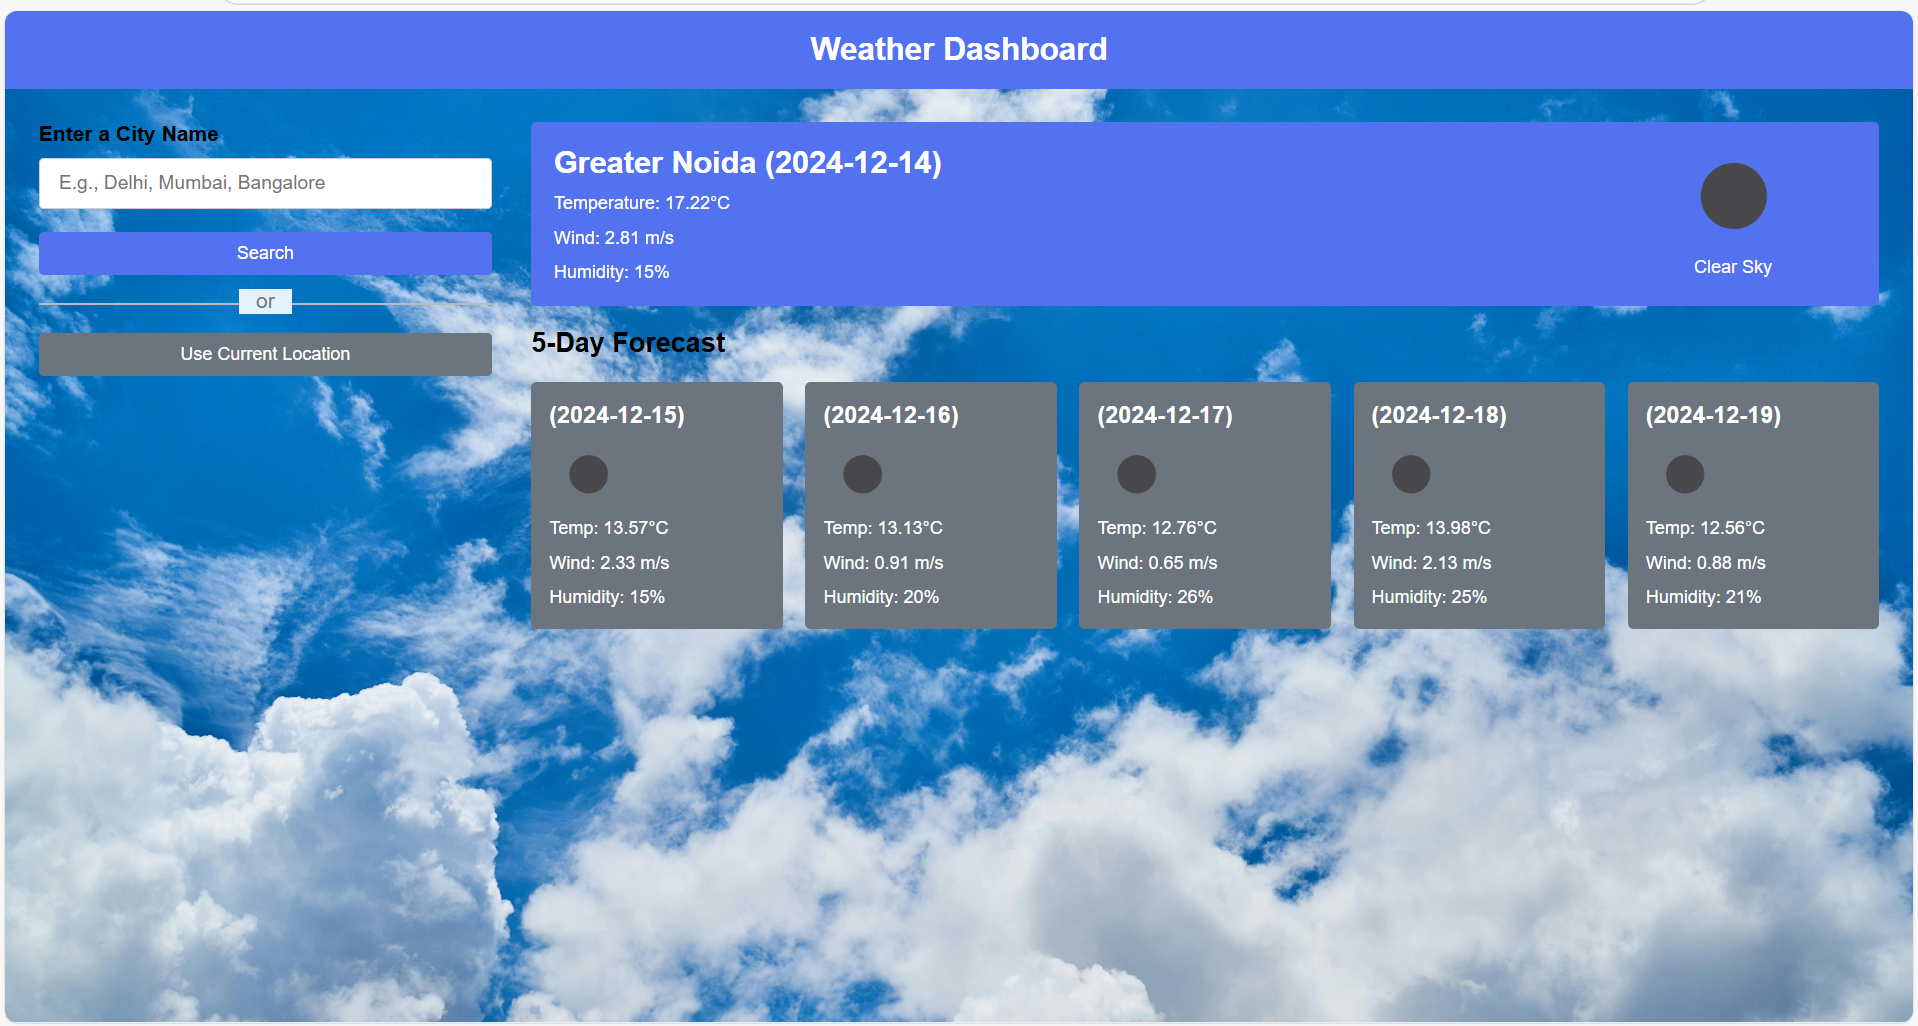 Weather Dashboard
Enter a City Name
E.g., Delhi, Mumbai, Bangalore
Search
or
Use Current Location
Greater Noida (2024-12-14)
Temperature: 17.22°C
Wind: 2.81 m/s
Humidity: 15%
Clear Sky
5-Day Forecast
(2024-12-15)
Temp: 13.57°C
Wind: 2.33 m/s
Humidity: 15%
(2024-12-16)
Temp: 13.13°C
Wind: 0.91 m/s
Humidity: 20%
(2024-12-17)
Temp: 12.76°C
Wind: 0.65 m/s
Humidity: 26%
(2024-12-18)
Temp: 13.98°C
Wind: 2.13 m/s
Humidity: 25%
(2024-12-19)
Temp: 12.56°C
Wind: 0.88 m/s
Humidity: 21%